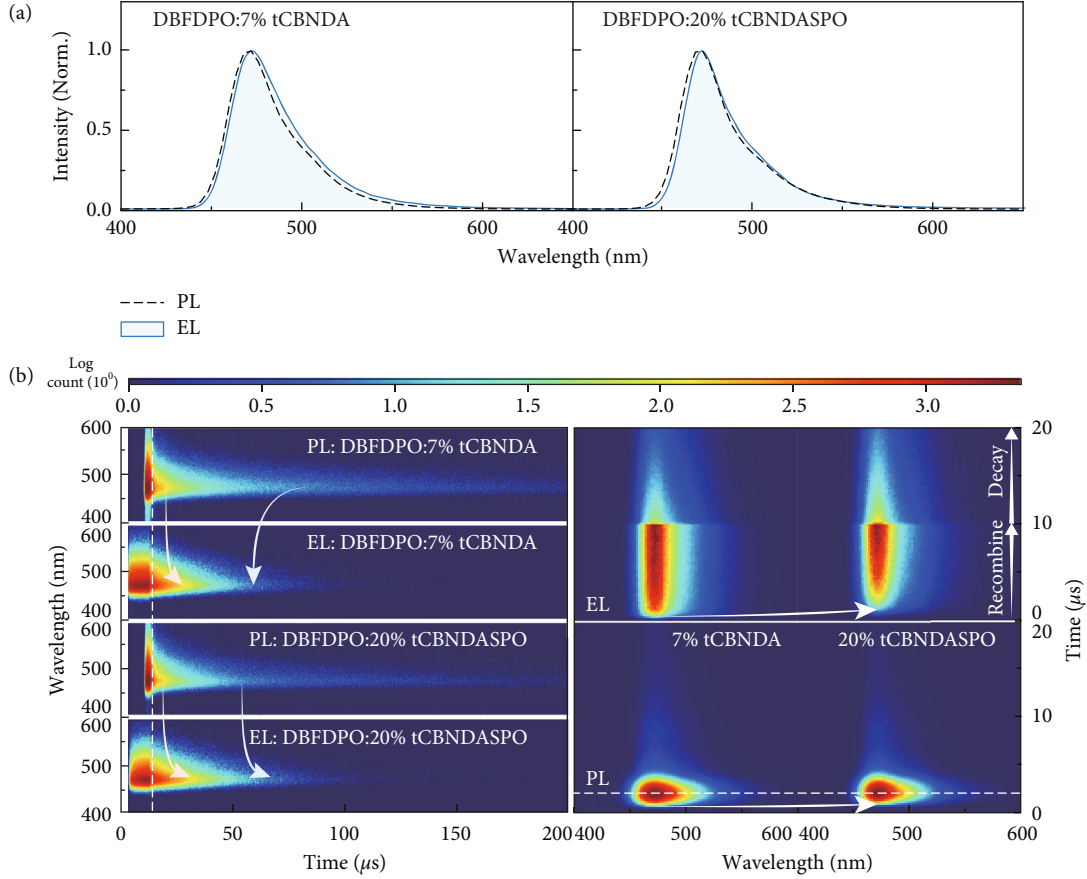 (a)
DBFDPO:7% tCBNDA
DBFDPO:20% tCBNDASPO
Intensity (Norm.)
1.0
0.5
0.0
400
500
600
400
500
600
Wavelength (nm)
PL
EL
(b)
Log
count (10⁰)
0.0
0.5
1.0
1.5
2.0
2.5
3.0
Wavelength (nm)
600
500
400
PL: DBFDPO:7% tCBNDA
600
500
400
EL: DBFDPO:7% tCBNDA
600
500
400
PL: DBFDPO:20% tCBNDASPO
600
500
400
EL: DBFDPO:20% tCBNDASPO
0
50
100
150
200
Time (μs)
EL
Decay
Recombine
20
10
0
7% tCBNDA
20% tCBNDASPO
PL
20
10
0
Time (μs)
400
500
600
400
500
600
Wavelength (nm)